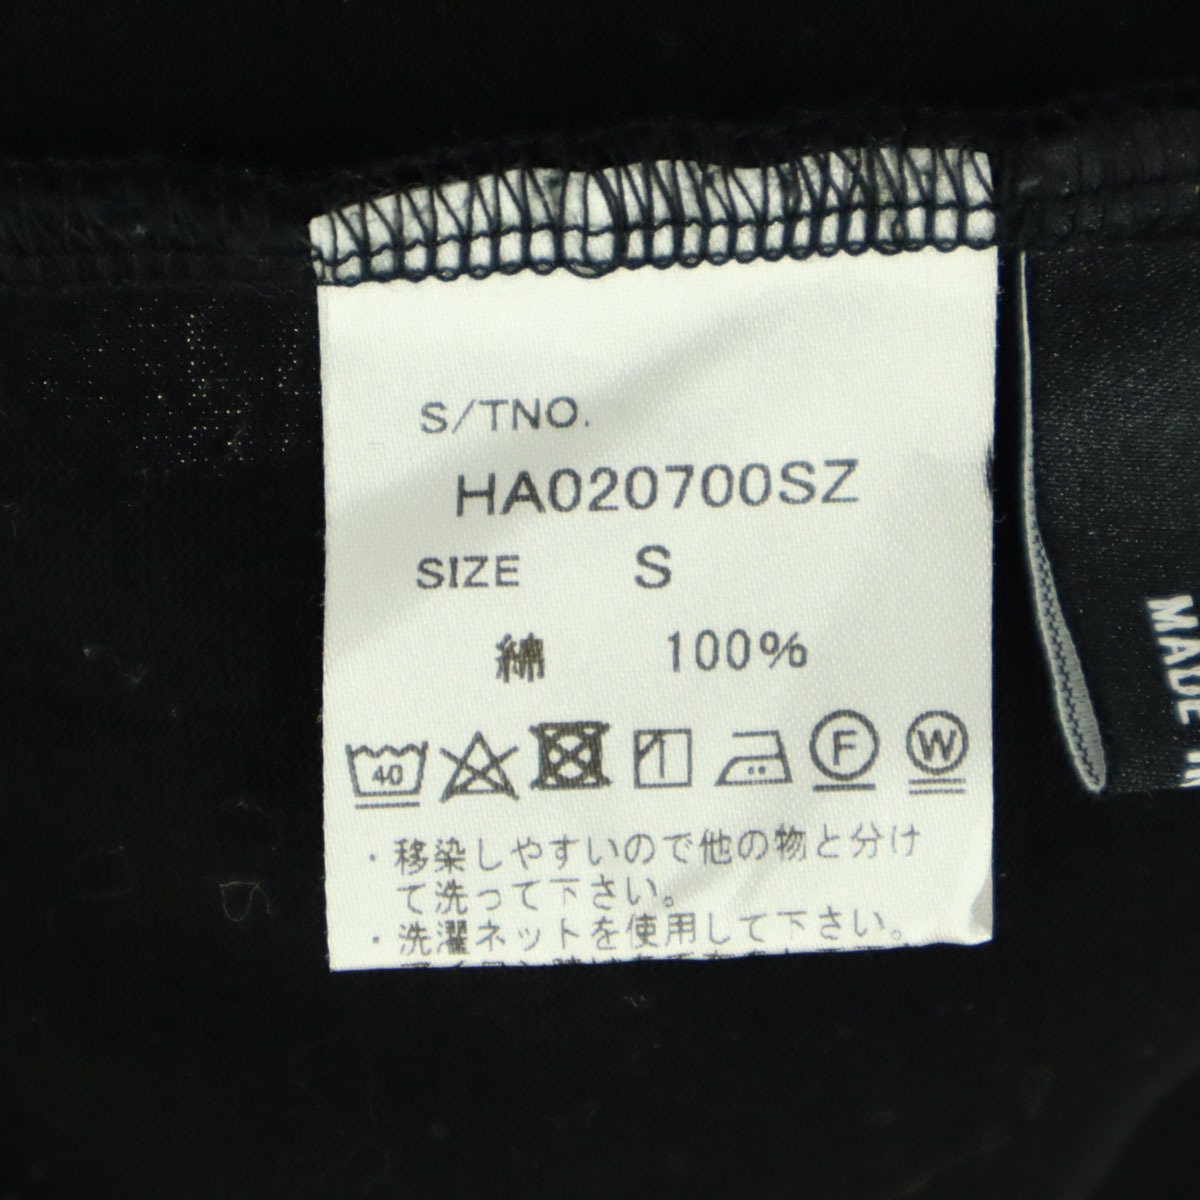 S/TNO.
HA020700SZ
SIZE S
綿 100%
40 F W
・移染しやすいので他の物と分け
て洗って下さい。
・洗濯ネットを使用して下さい。
MADE